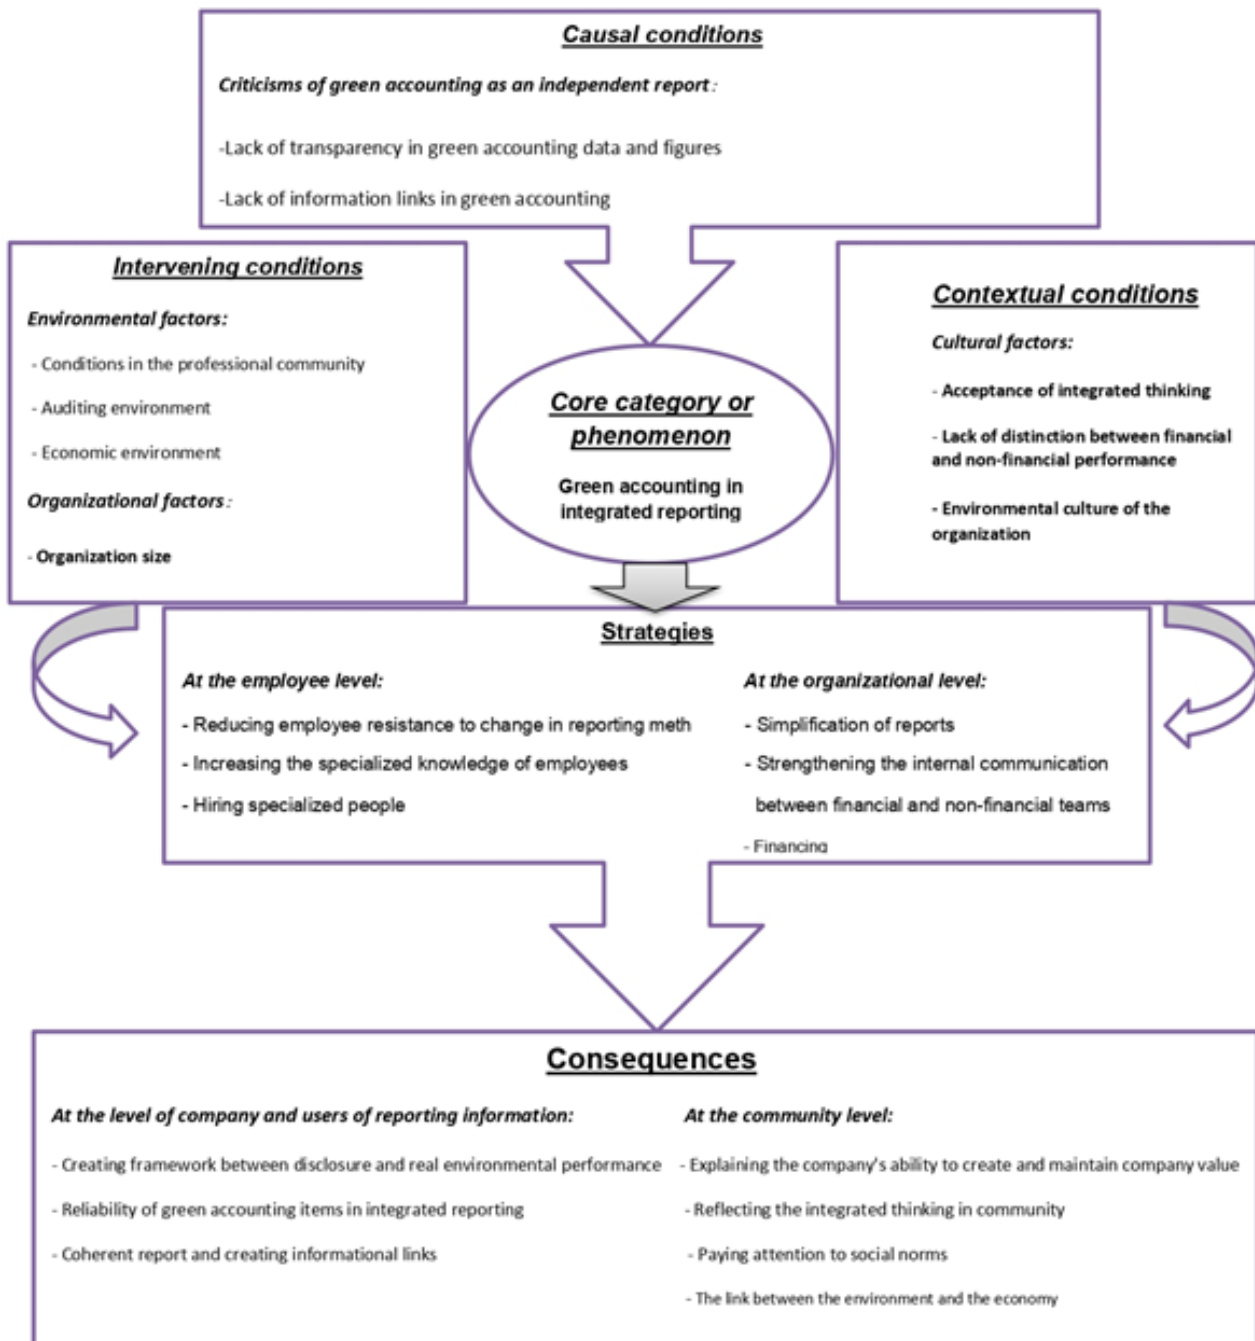 Causal conditions
Criticisms of green accounting as an independent report:
-Lack of transparency in green accounting data and figures
-Lack of information links in green accounting
Intervening conditions
Environmental factors:
- Conditions in the professional community
- Auditing environment
- Economic environment
Organizational factors:
- Organization size
Core category or
phenomenon
Green accounting in
integrated reporting
Contextual conditions
Cultural factors:
- Acceptance of integrated thinking
- Lack of distinction between financial
and non-financial performance
- Environmental culture of the
organization
Strategies
At the employee level:
- Reducing employee resistance to change in reporting meth
- Increasing the specialized knowledge of employees
- Hiring specialized people
At the organizational level:
- Simplification of reports
- Strengthening the internal communication
between financial and non-financial teams
- Financing
Consequences
At the level of company and users of reporting information:
- Creating framework between disclosure and real environmental performance
- Reliability of green accounting items in integrated reporting
- Coherent report and creating informational links
At the community level:
- Explaining the company's ability to create and maintain company value
- Reflecting the integrated thinking in community
- Paying attention to social norms
- The link between the environment and the economy